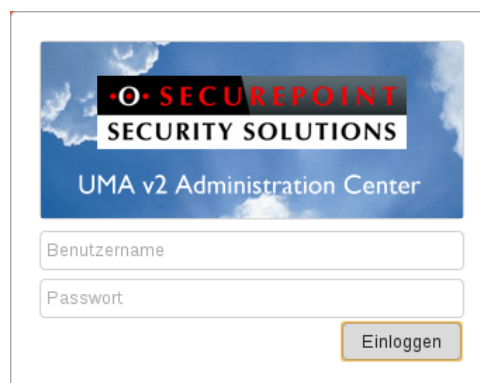 SECUREPOINT
SECURITY SOLUTIONS
UMA v2 Administration Center
Benutzername
Passwort
Einloggen